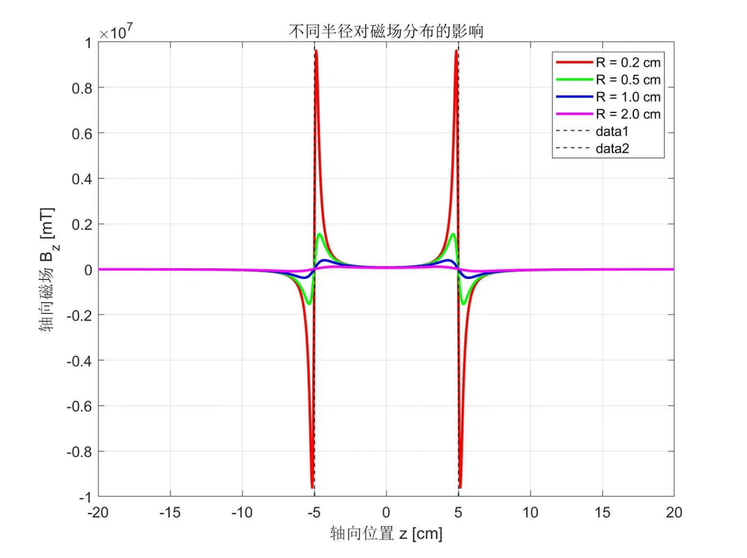 不同半径对磁场分布的影响
×10⁷
1
0.8
0.6
0.4
0.2
0
-0.2
-0.4
-0.6
-0.8
-1
轴向磁场 B_z [mT]
-20
-15
-10
-5
0
5
10
15
20
轴向位置 z [cm]
R = 0.2 cm
R = 0.5 cm
R = 1.0 cm
R = 2.0 cm
data1
data2